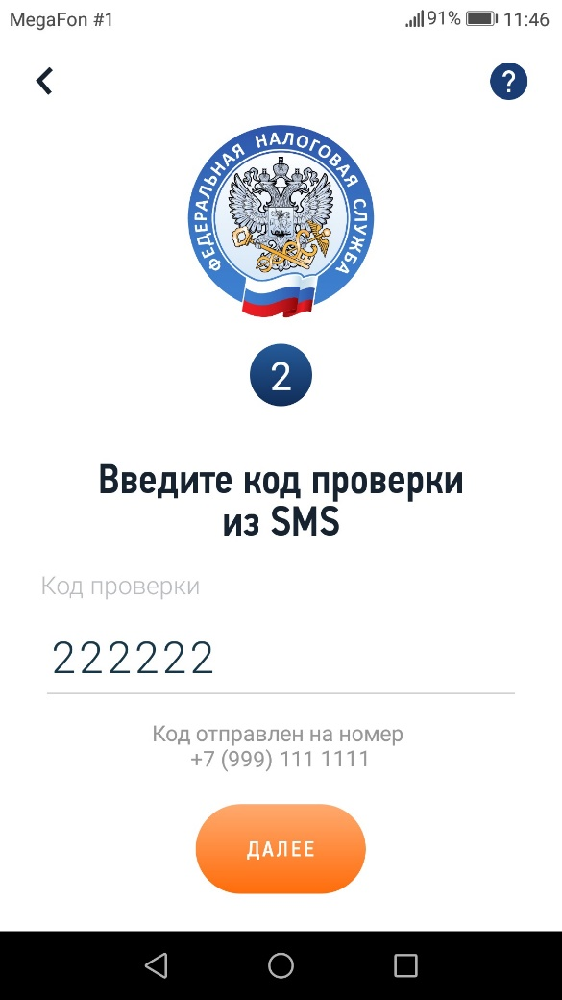 MegaFon #1 91% 11:46
?
ФЕДЕРАЛЬНАЯ НАЛОГОВАЯ СЛУЖБА
2
Введите код проверки
из SMS
Код проверки
222222
Код отправлен на номер
+7 (999) 111 1111
ДАЛЕЕ